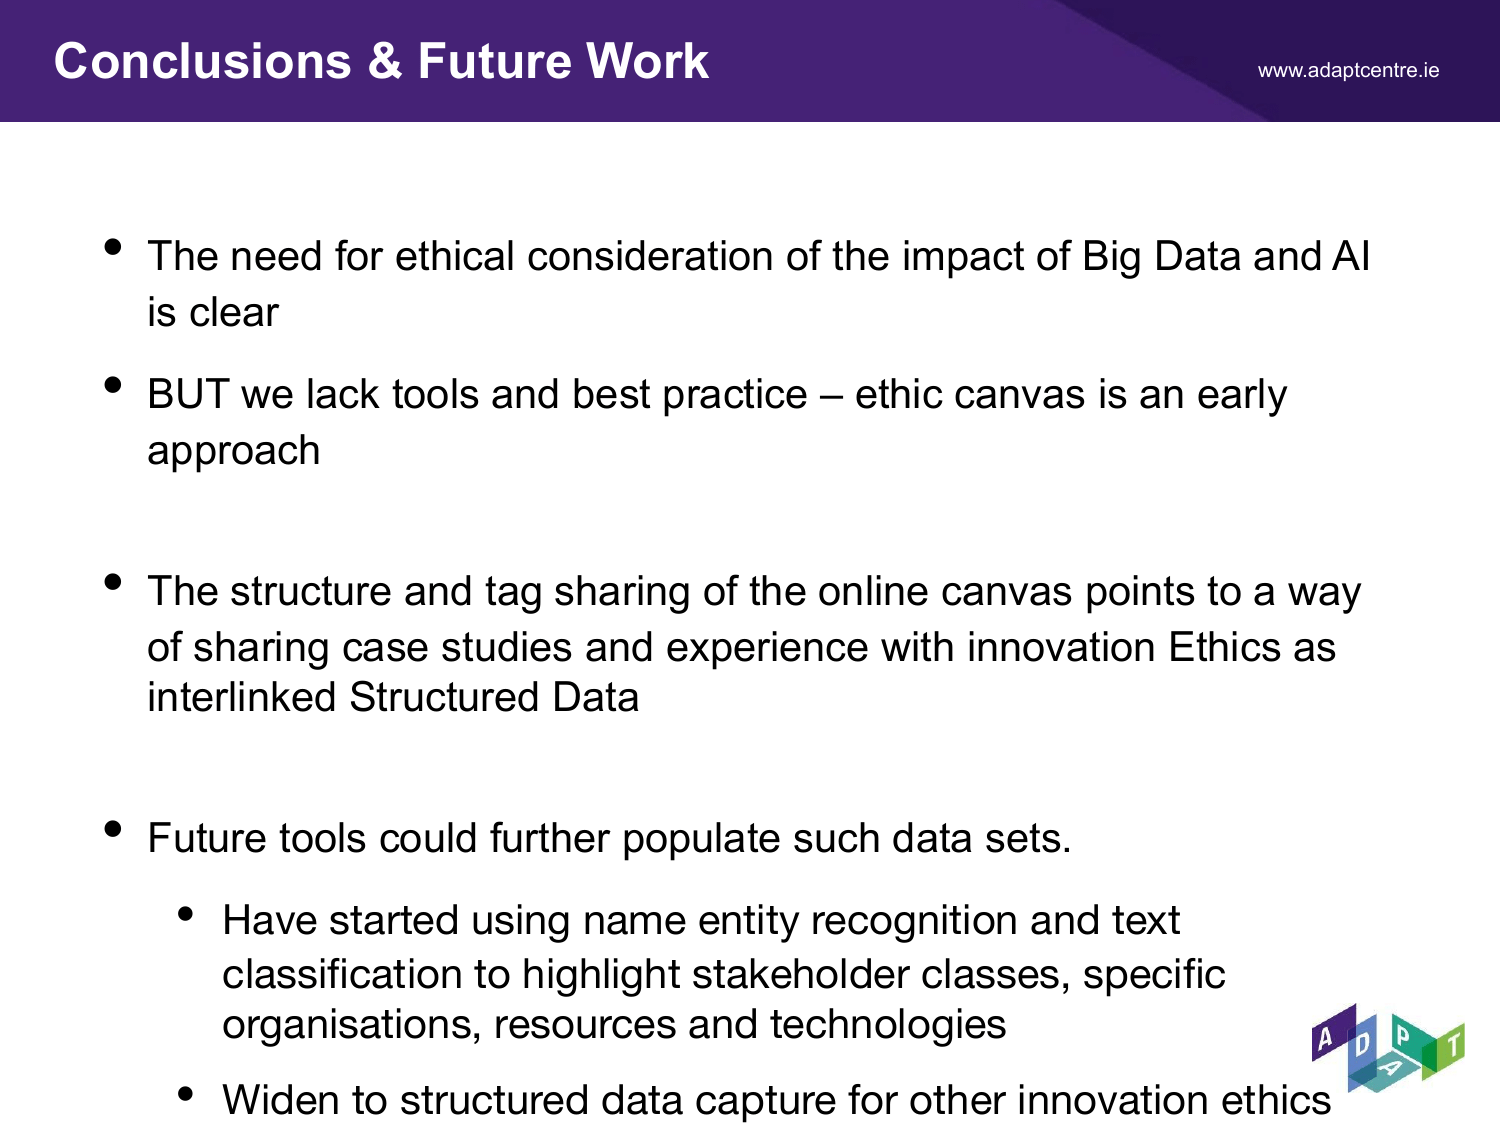 Conclusions & Future Work
www.adaptcentre.ie
• The need for ethical consideration of the impact of Big Data and AI
is clear
• BUT we lack tools and best practice – ethic canvas is an early
approach
• The structure and tag sharing of the online canvas points to a way
of sharing case studies and experience with innovation Ethics as
interlinked Structured Data
• Future tools could further populate such data sets.
• Have started using name entity recognition and text
classification to highlight stakeholder classes, specific
organisations, resources and technologies
• Widen to structured data capture for other innovation ethics
ADAPT